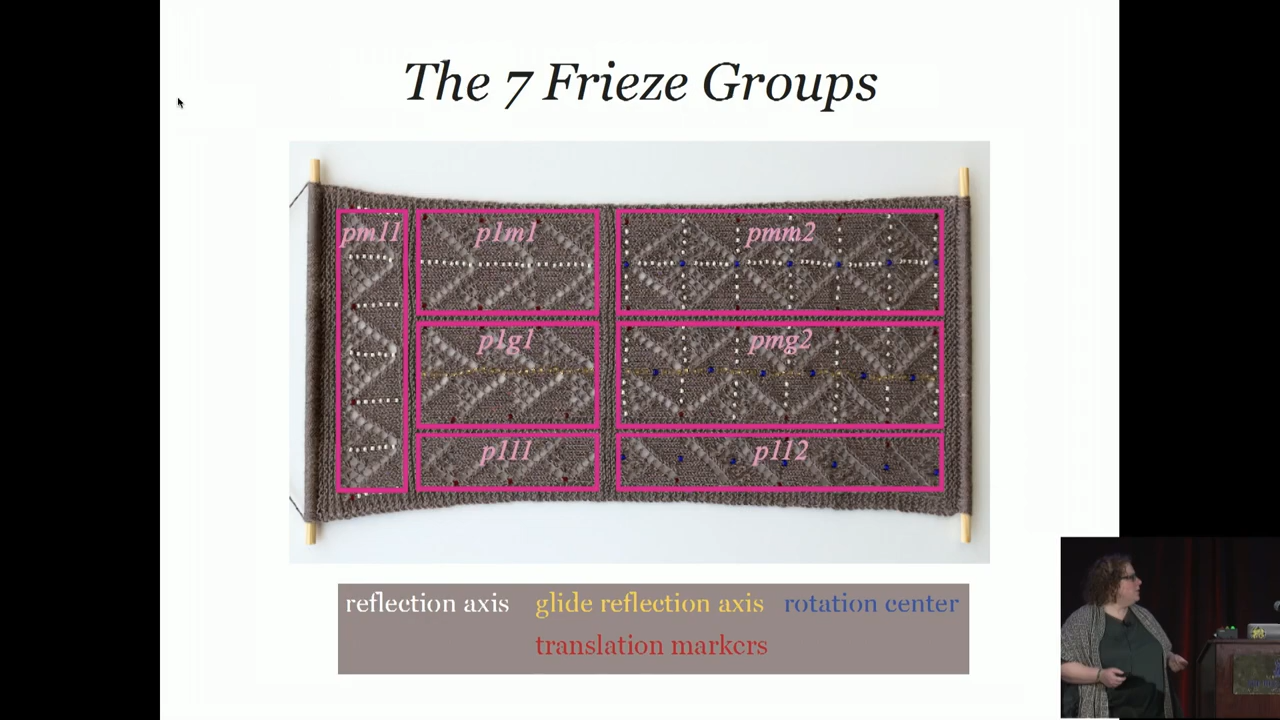 The 7 Frieze Groups
pm11
p1m1
pmm2
p1g1
pmg2
p111
p112
reflection axis glide reflection axis rotation center
translation markers